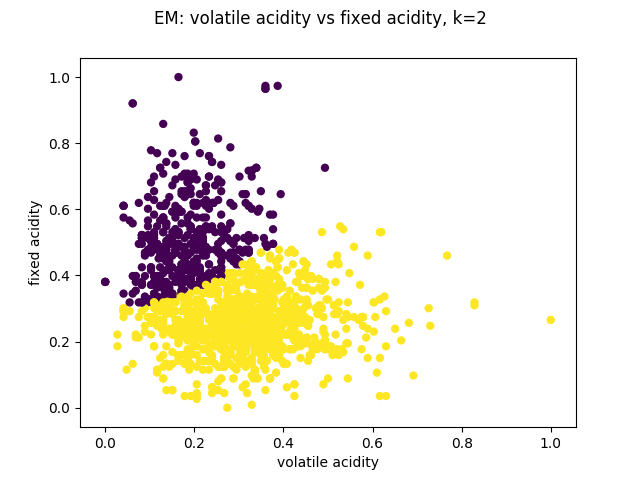 EM: volatile acidity vs fixed acidity, k=2
1.0
0.8
0.6
0.4
0.2
0.0
fixed acidity
0.0 0.2 0.4 0.6 0.8 1.0
volatile acidity